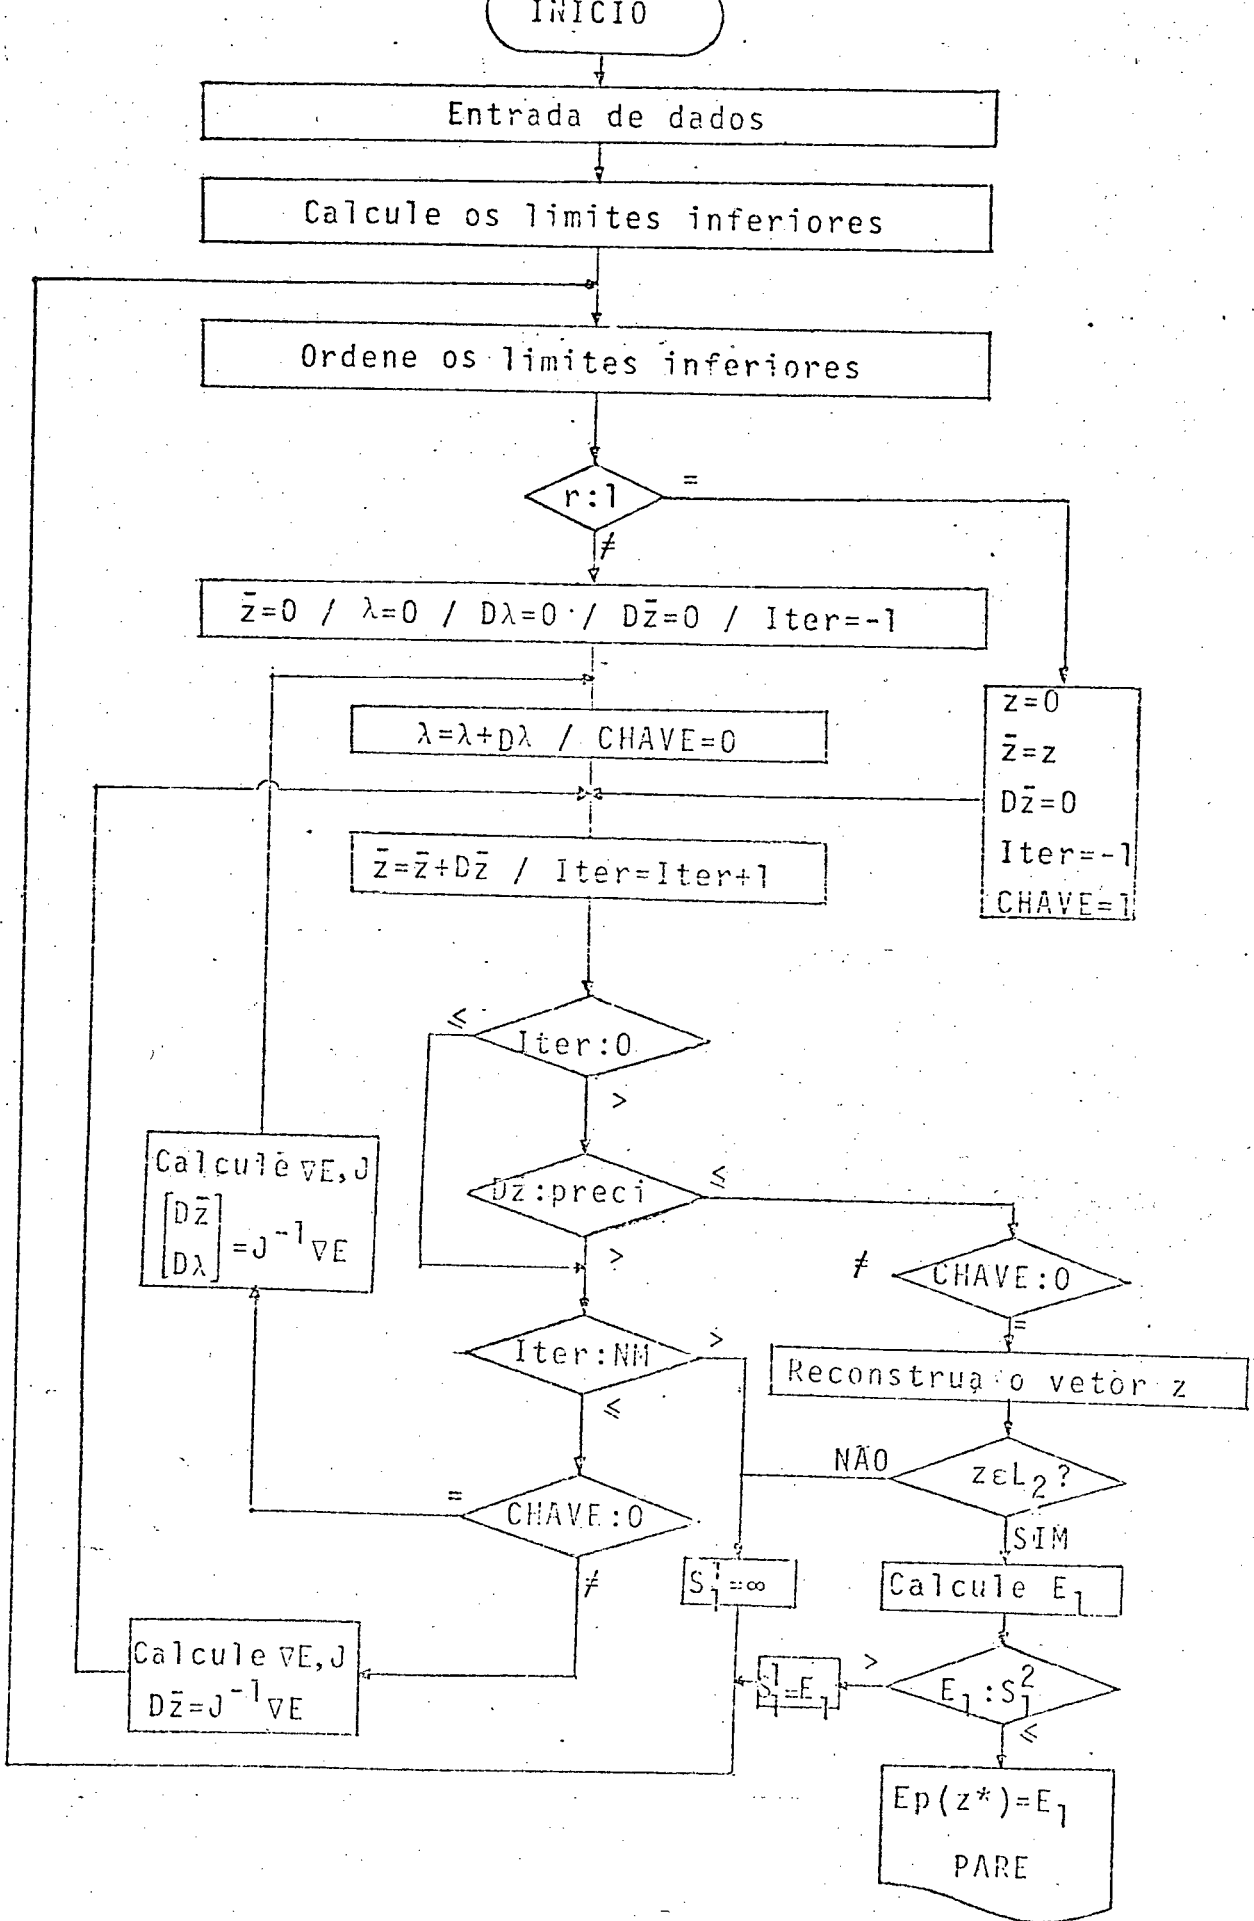 INICIO
Entrada de dados
Calcule os limites inferiores
Ordene os limites inferiores
r:1
=
≠
z̄=0 / λ=0 / Dλ=0 / Dz̄=0 / Iter=-1
λ=λ+Dλ / CHAVE=0
z=0
z̄=z
Dz̄=0
Iter=-1
CHAVE=1
z̄=z̄+Dz̄ / Iter=Iter+1
≤
Iter:0
>
Dz̄:preci
≤
>
Calcule ∇E,J
[Dz̄
Dλ] =J⁻¹∇E
≠
CHAVE:0
=
Iter:NM
>
≤
Reconstrua o vetor z
NÃO
zεL₂?
SIM
=
CHAVE:0
≠
S₁¹=∞
Calcule E₁
Calcule ∇E,J
Dz̄=J⁻¹∇E
S₁¹=E₁
>
E₁:S₁²
≤
Ep(z*)=E₁
PARE